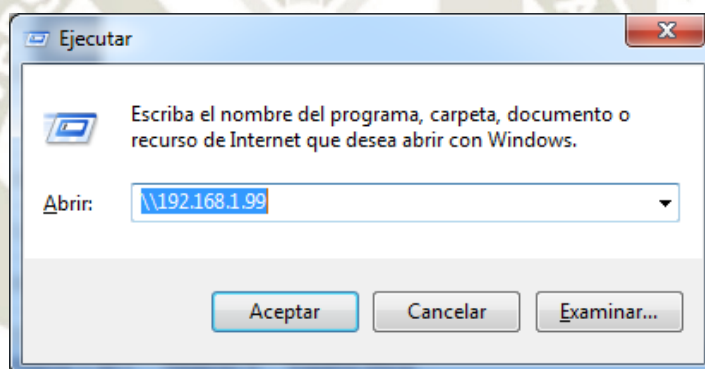 Ejecutar
Escriba el nombre del programa, carpeta, documento o
recurso de Internet que desea abrir con Windows.
Abrir: \\192.168.1.99
Aceptar Cancelar Examinar...